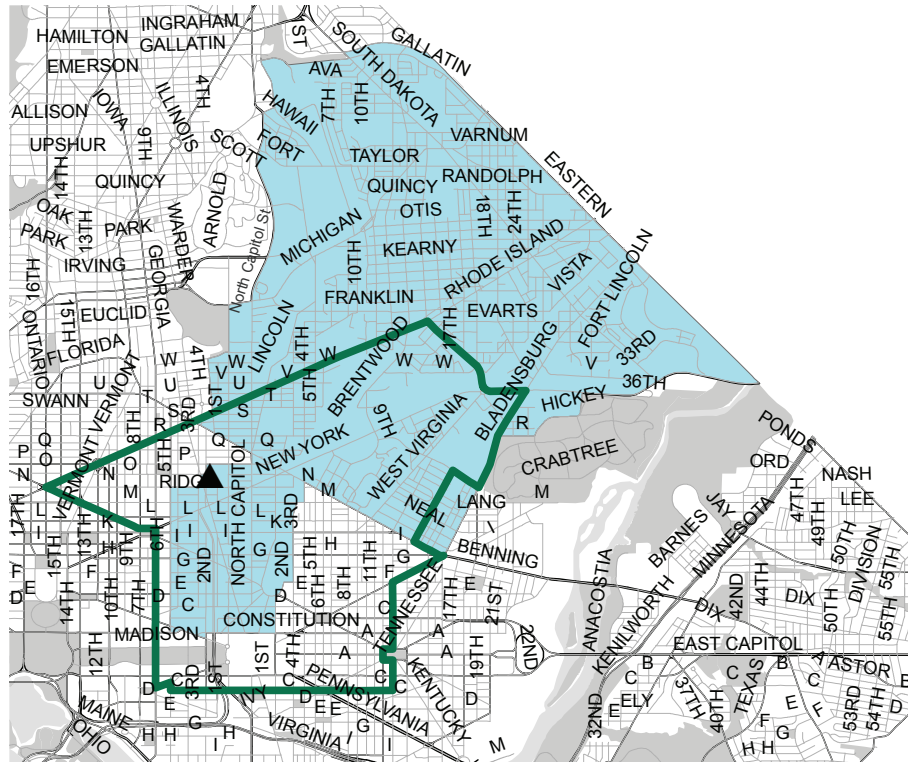 INGRAHAM
HAMILTON
GALLATIN
1ST
SOUTH DAKOTA
GALLATIN
EMERSON
4TH
AVA
7TH
10TH
HAWAII
ALLISON
IOWA
ILLINOIS
9TH
SCOTT
FORT
VARNUM
UPSHUR
TAYLOR
EASTERN
14TH
QUINCY
ARNOLD
QUINCY
RANDOLPH
OAK
PARK
13TH
PARK
WARDER
OTIS
18TH
24TH
MICHIGAN
KEARNY
IRVING
GEORGIA
North Capitol St.
10TH
RHODE ISLAND
VISTA
FORT LINCOLN
16TH
15TH
EUCLID
FRANKLIN
EVARTS
ONTARIO
FLORIDA
4TH
LINCOLN
4TH
BRENTWOOD
17TH
33RD
W
W
W
W
W
V
V
V
U
U
U
5TH
36TH
SWANN
VERMONT
VERMONT
T
T
S
S
3RD
1ST
8TH
R
HICKEY
BLADENSBURG
R
9TH
WEST VIRGINIA
Q
Q
Q
NEW YORK
CRABTREE
PONDS
P
P
O
O
5TH
N
N
N
M
M
RIDG
NORTH CAPITOL
LANG
M
ORD
NASH
LEE
NEAL
47TH
49TH
JAY
BARNES
MINNESOTA
17TH
L
L
L
L
L
K
K
3RD
I
I
I
I
I
I
15TH
13TH
9TH
6TH
2ND
2ND
G
G
G
H
H
5TH
11TH
BENNING
50TH
DIVISION
55TH
F
F
F
E
E
E
E
D
D
D
14TH
10TH
7TH
6TH
8TH
TENNESSEE
17TH
21ST
ANACOSTIA
KENILWORTH
DIX
42ND
44TH
DIX
50TH
55TH
C
C
CONSTITUTION
MADISON
12TH
A
A
A
A
22ND
EAST CAPITOL
1ST
4TH
KENTUCKY
19TH
B
B
A
ASTOR
3RD
1ST
C
C
C
C
C
C
C
D
D
D
PENNSYLVANIA
32ND
ELY
37TH
40TH
TEXAS
53RD
54TH
E
E
E
E
E
E
MAINE
OHIO
G
VIRGINIA
H
H
H
I
I
I
M
F
F
G
H
H
D